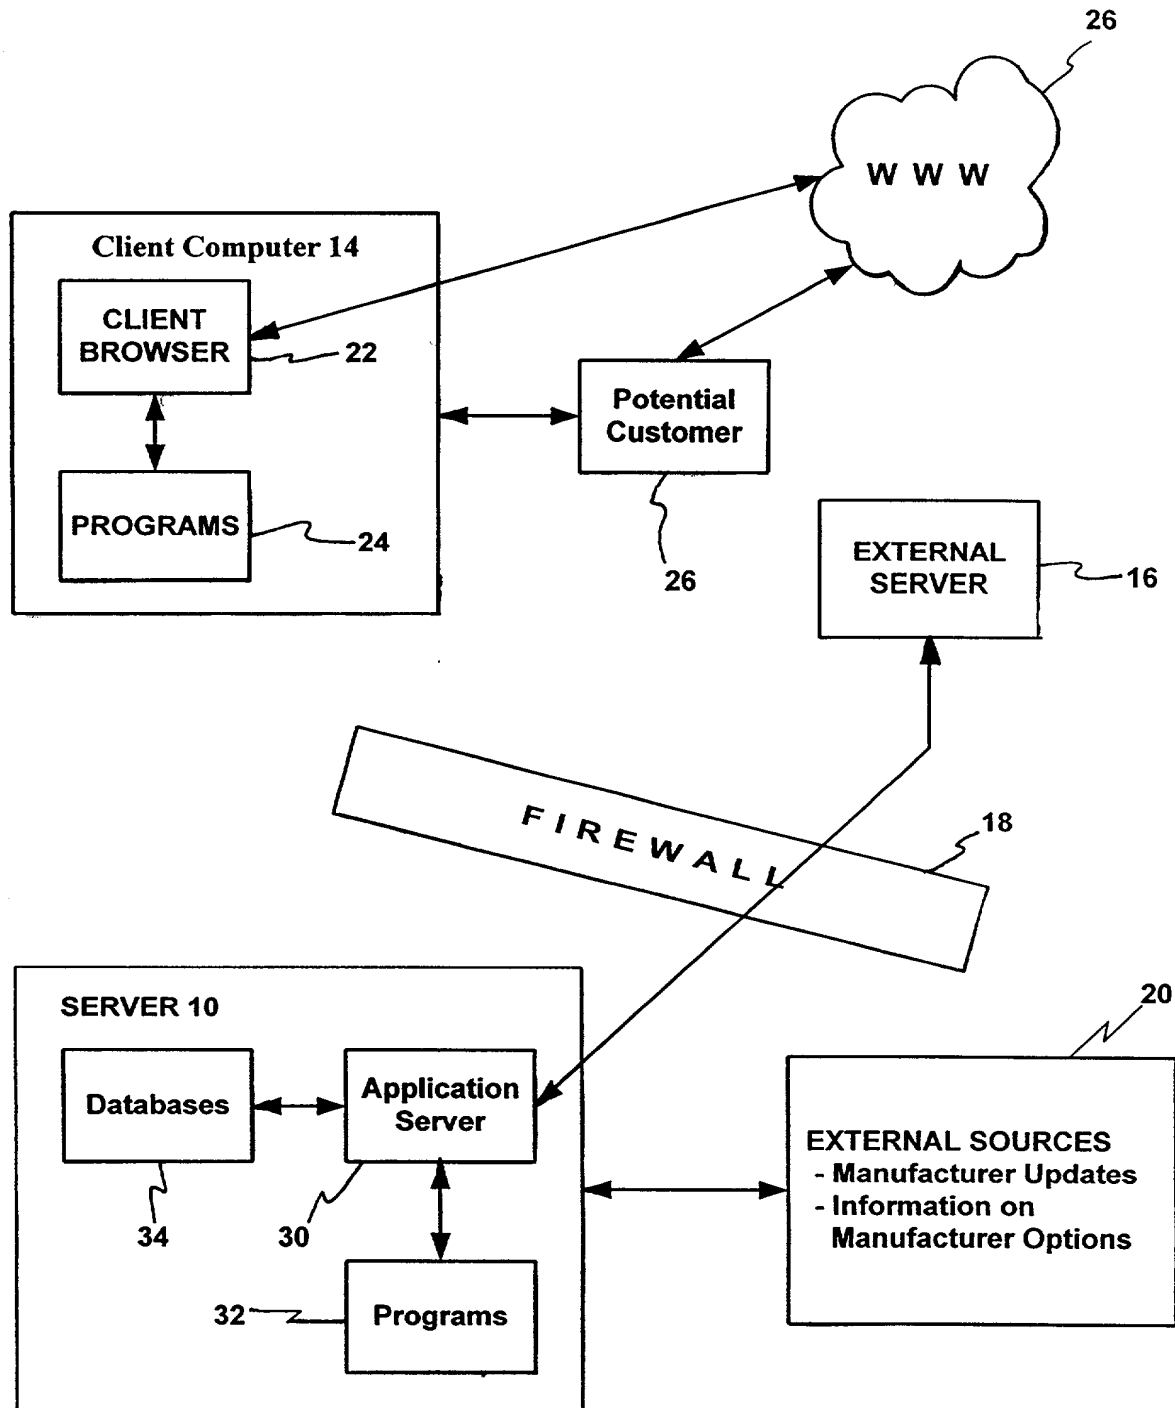 26
W W W
Client Computer 14
CLIENT
BROWSER
22
Potential
Customer
PROGRAMS
24
26
EXTERNAL
SERVER
16
FIREWALL
18
SERVER 10
20
Databases
Application
Server
EXTERNAL SOURCES
- Manufacturer Updates
- Information on
Manufacturer Options
34
30
32
Programs